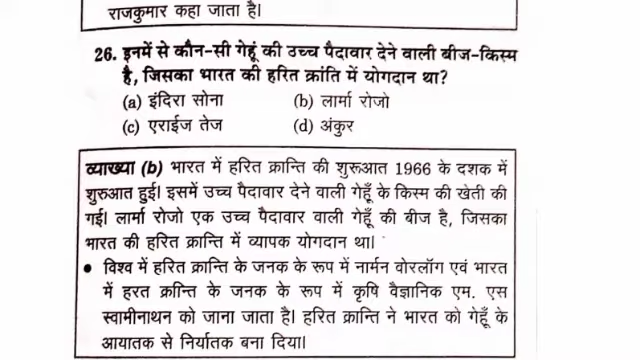 राजकुमार कहा जाता है।
26. इनमें से कौन-सी गेहूं की उच्च पैदावार देने वाली बीज-किस्म
है, जिसका भारत की हरित क्रांति में योगदान था?
(a) इंदिरा सोना (b) लार्मा रोजो
(c) एराईज तेज (d) अंकुर
व्याख्या (b) भारत में हरित क्रान्ति की शुरूआत 1966 के दशक में
शुरुआत हुई। इसमें उच्च पैदावार देने वाली गेहूँ के किस्म की खेती की
गई। लार्मा रोजो एक उच्च पैदावार वाली गेहूँ की बीज है, जिसका
भारत की हरित क्रान्ति में व्यापक योगदान था।
• विश्व में हरित क्रान्ति के जनक के रूप में नार्मन वोरलॉग एवं भारत
में हरत क्रान्ति के जनक के रूप में कृषि वैज्ञानिक एम. एस
स्वामीनाथन को जाना जाता है। हरित क्रान्ति ने भारत को गेहूँ के
आयातक से निर्यातक बना दिया।